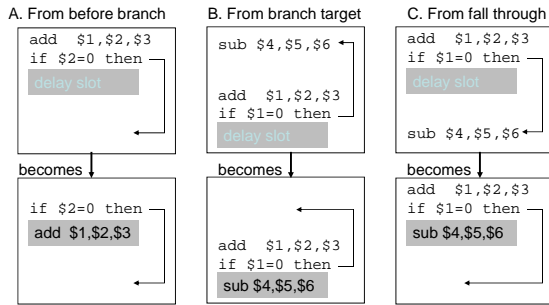 A. From before branch
add $1,$2,$3
if $2=0 then
delay slot
becomes
if $2=0 then
add $1,$2,$3
B. From branch target
sub $4,$5,$6
add $1,$2,$3
if $1=0 then
delay slot
becomes
add $1,$2,$3
if $1=0 then
sub $4,$5,$6
C. From fall through
add $1,$2,$3
if $1=0 then
delay slot
sub $4,$5,$6
becomes
add $1,$2,$3
if $1=0 then
sub $4,$5,$6